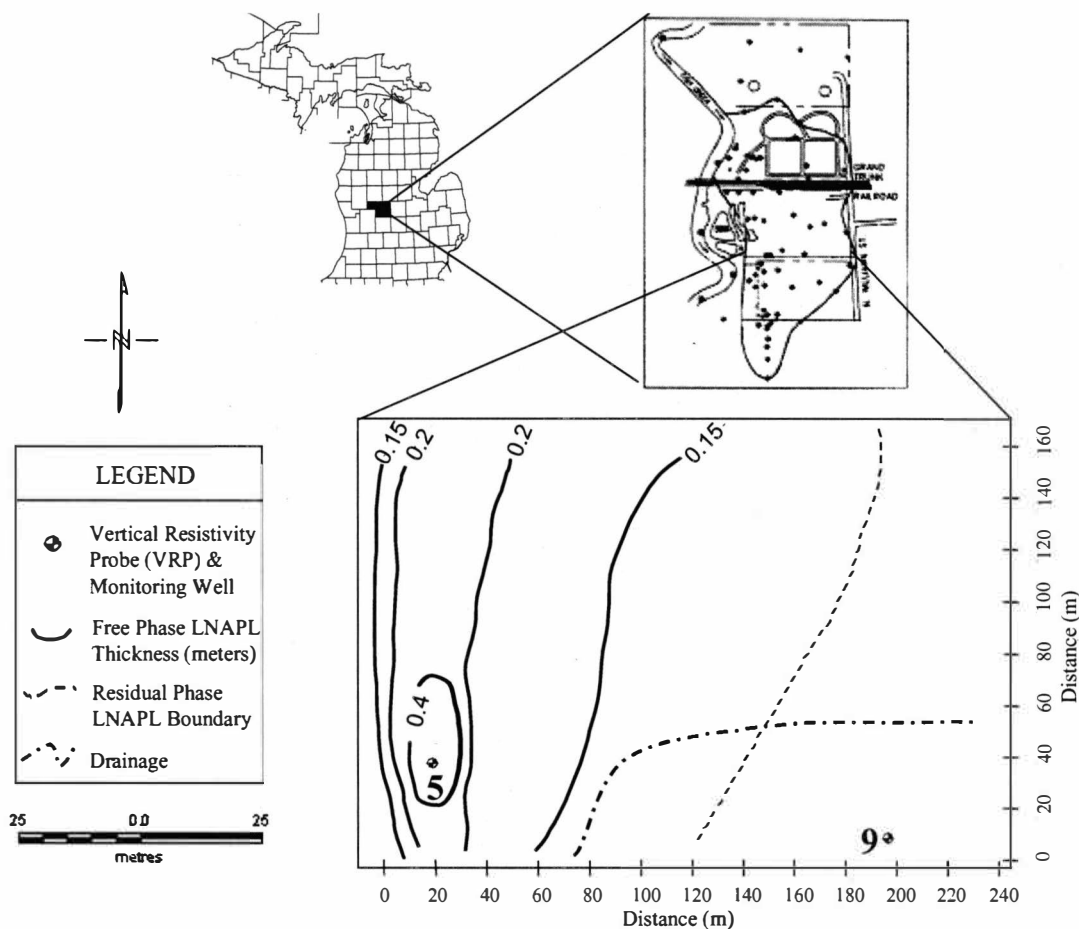 GRAND
TRUNK
RAILROAD
N
LEGEND
Vertical Resistivity
Probe (VRP) &
Monitoring Well
Free Phase LNAPL
Thickness (meters)
Residual Phase
LNAPL Boundary
Drainage
25 0.0 25
metres
0.15
0.2
0.2
0.15
0.4
5
9
160
140
120
100
80
60
40
20
0
Distance (m)
0 20 40 60 80 100 120 140 160 180 200 220 240
Distance (m)